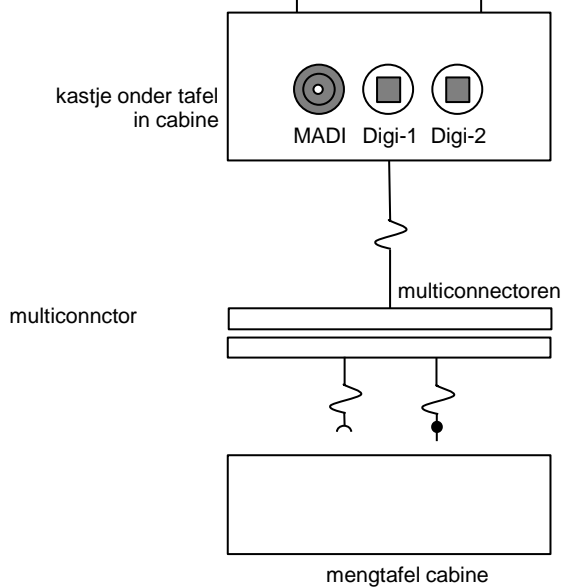 kastje onder tafel
in cabine
MADI Digi-1 Digi-2
multiconnectoren
multiconnctor
mengtafel cabine